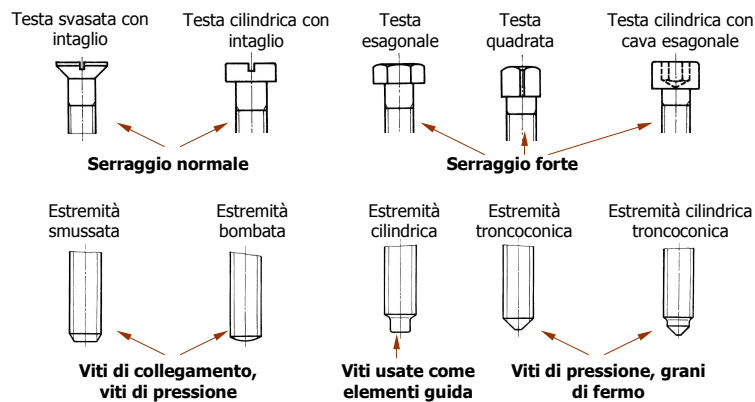 Testa svasata con
intaglio
Testa cilindrica con
intaglio
Testa
esagonale
Testa
quadrata
Testa cilindrica con
cava esagonale
Serraggio normale
Serraggio forte
Estremità
smussata
Estremità
bombata
Estremità
cilindrica
Estremità
troncoconica
Estremità cilindrica
troncoconica
Viti di collegamento,
viti di pressione
Viti usate come
elementi guida
Viti di pressione, grani
di fermo